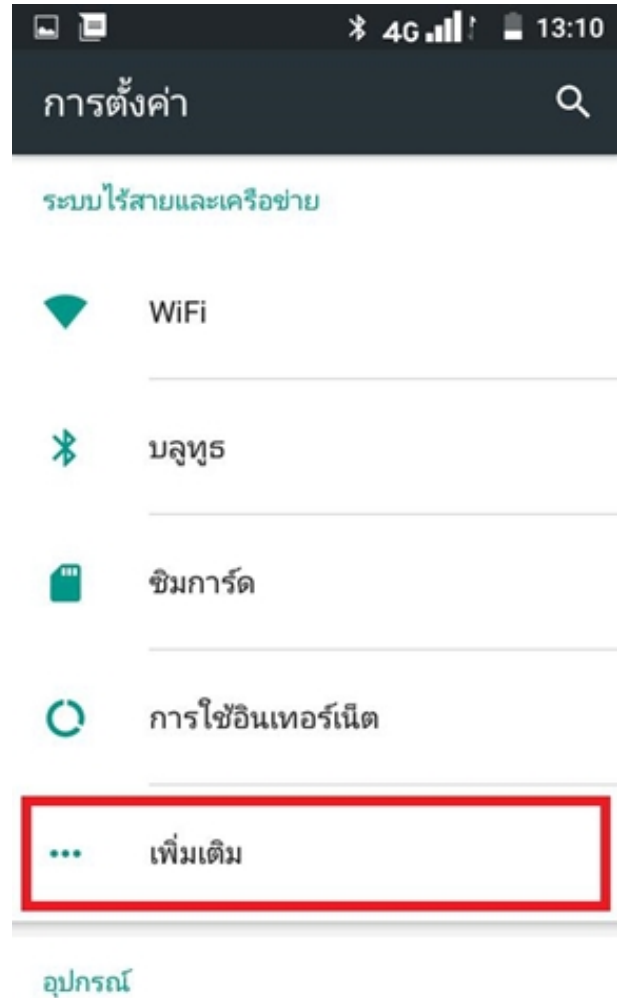 4G 13:10
การตั้งค่า
ระบบไร้สายและเครือข่าย
WiFi
บลูทูธ
ซิมการ์ด
การใช้อินเทอร์เน็ต
เพิ่มเติม
อุปกรณ์